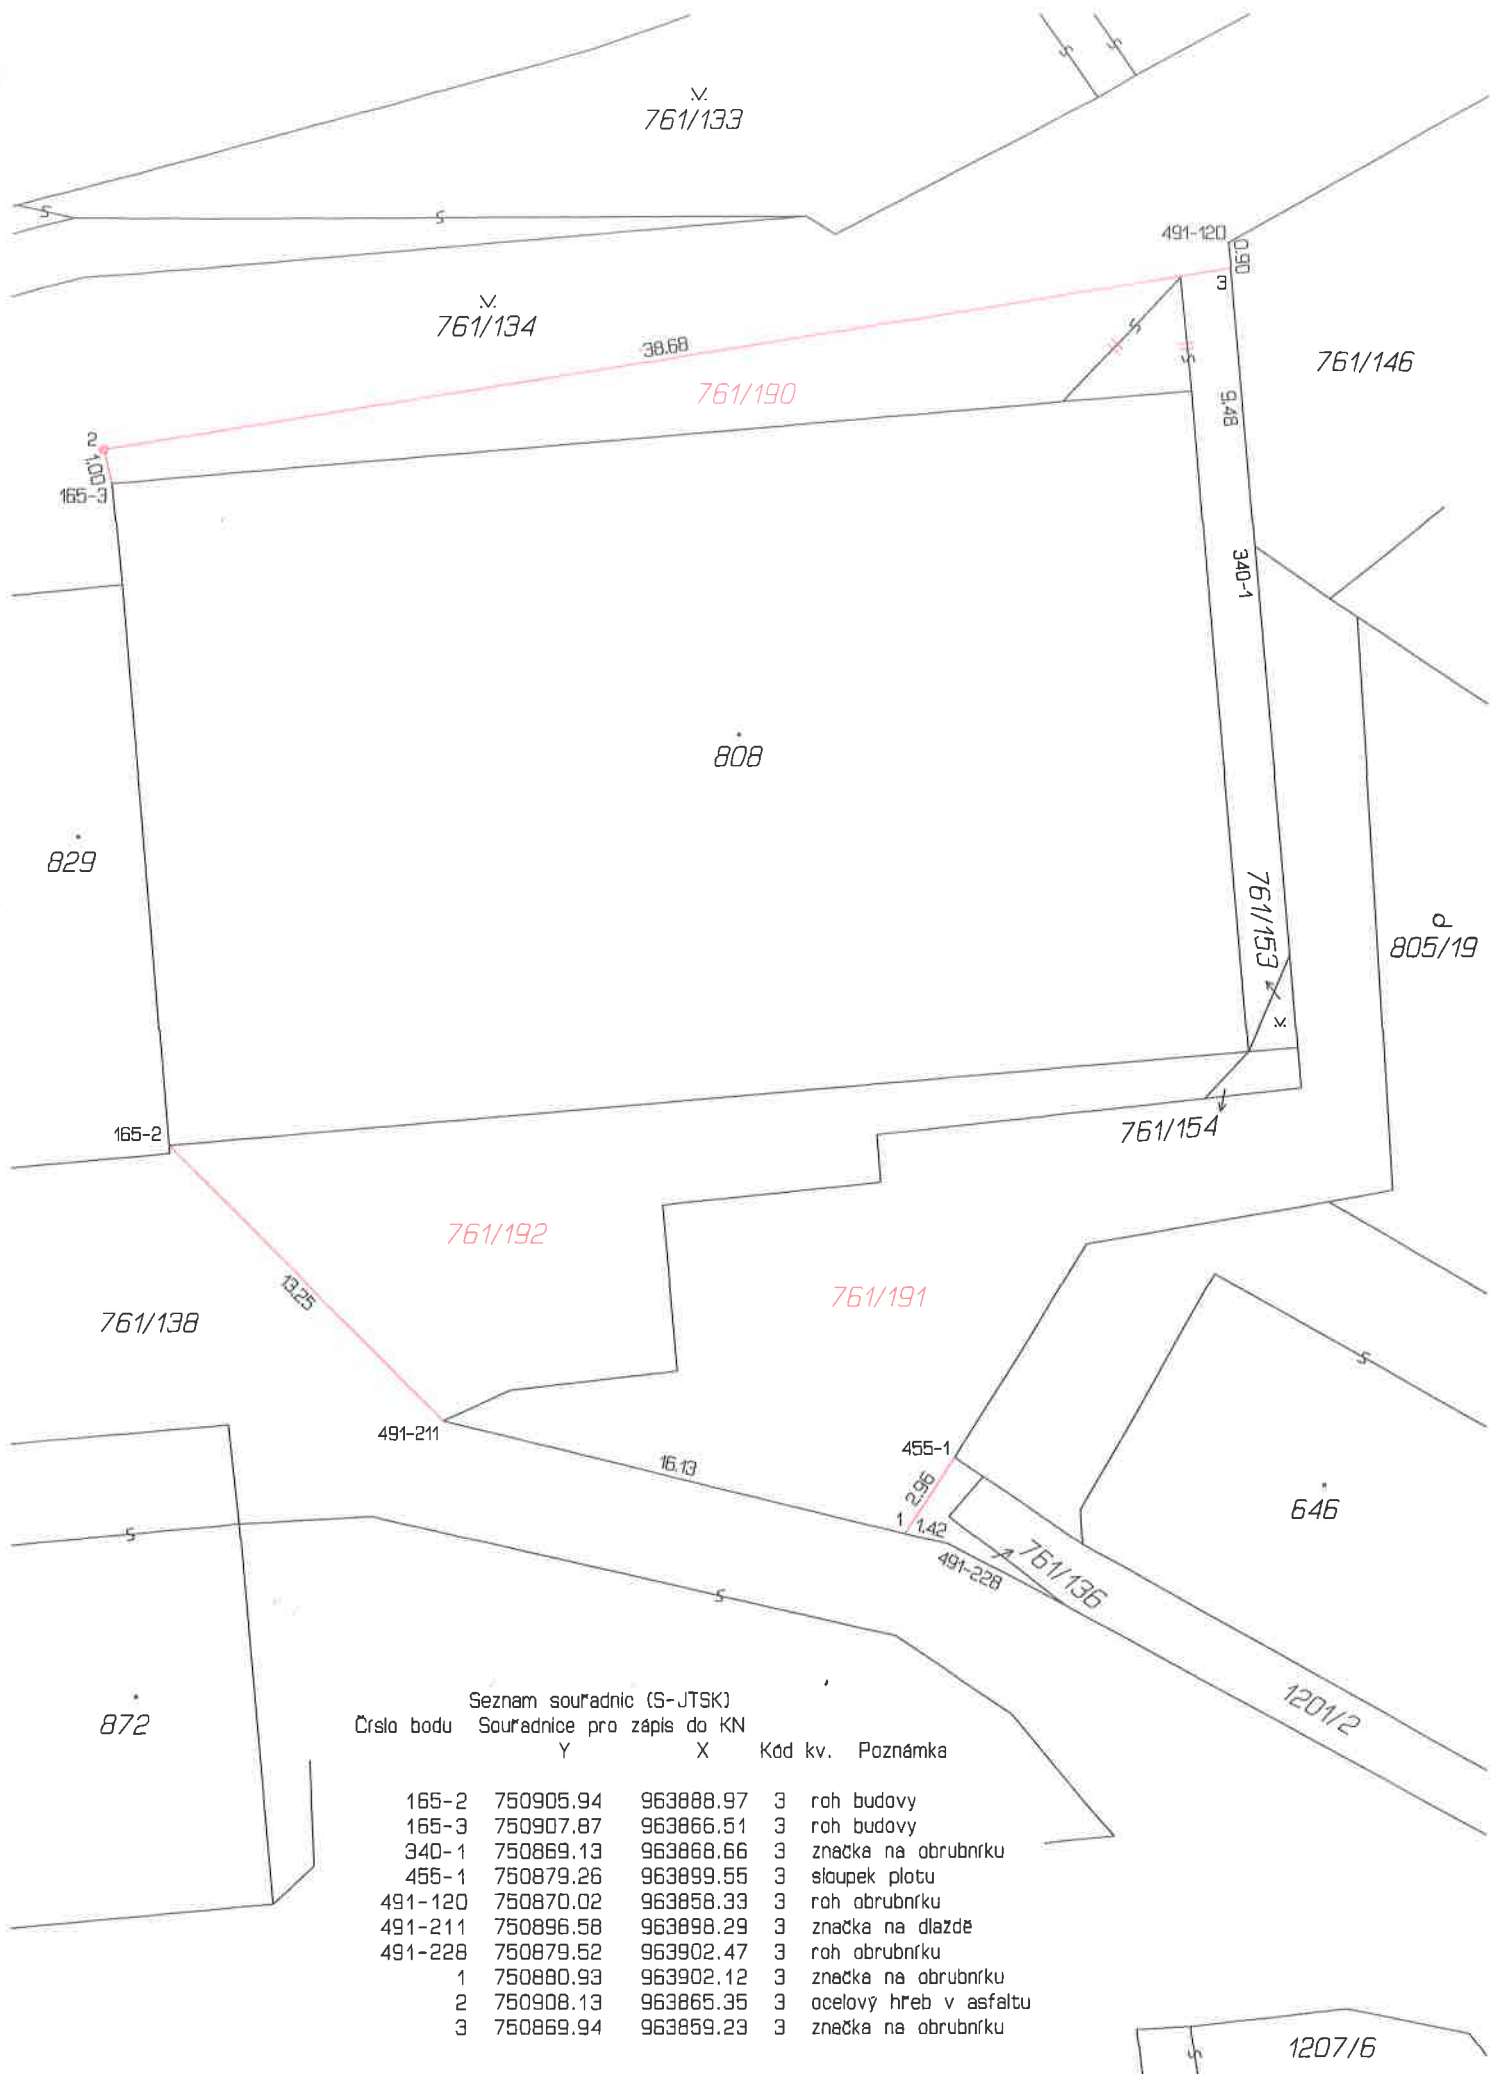 761/133
491-120
0.90
3
761/134
38.68
761/146
761/190
9.48
2
1.00
165-3
340-1
808
829
761/153
805/19
165-2
761/154
761/192
13.25
761/138
761/191
491-211
455-1
16.13
2.96
646
1
1.42
491-228
761/136
1201/2
872
Seznam souřadnic (S-JTSK)
Číslo bodu Souřadnice pro zápis do KN
Y X Kód kv. Poznámka
165-2 750905.94 963888.97 3 roh budovy
165-3 750907.87 963866.51 3 roh budovy
340-1 750869.13 963868.66 3 značka na obrubníku
455-1 750879.26 963899.55 3 sloupek plotu
491-120 750870.02 963858.33 3 roh obrubníku
491-211 750896.58 963898.29 3 značka na dlaždě
491-228 750879.52 963902.47 3 roh obrubníku
1 750880.93 963902.12 3 značka na obrubníku
2 750908.13 963865.35 3 ocelový hřeb v asfaltu
3 750869.94 963859.23 3 značka na obrubníku
1207/6